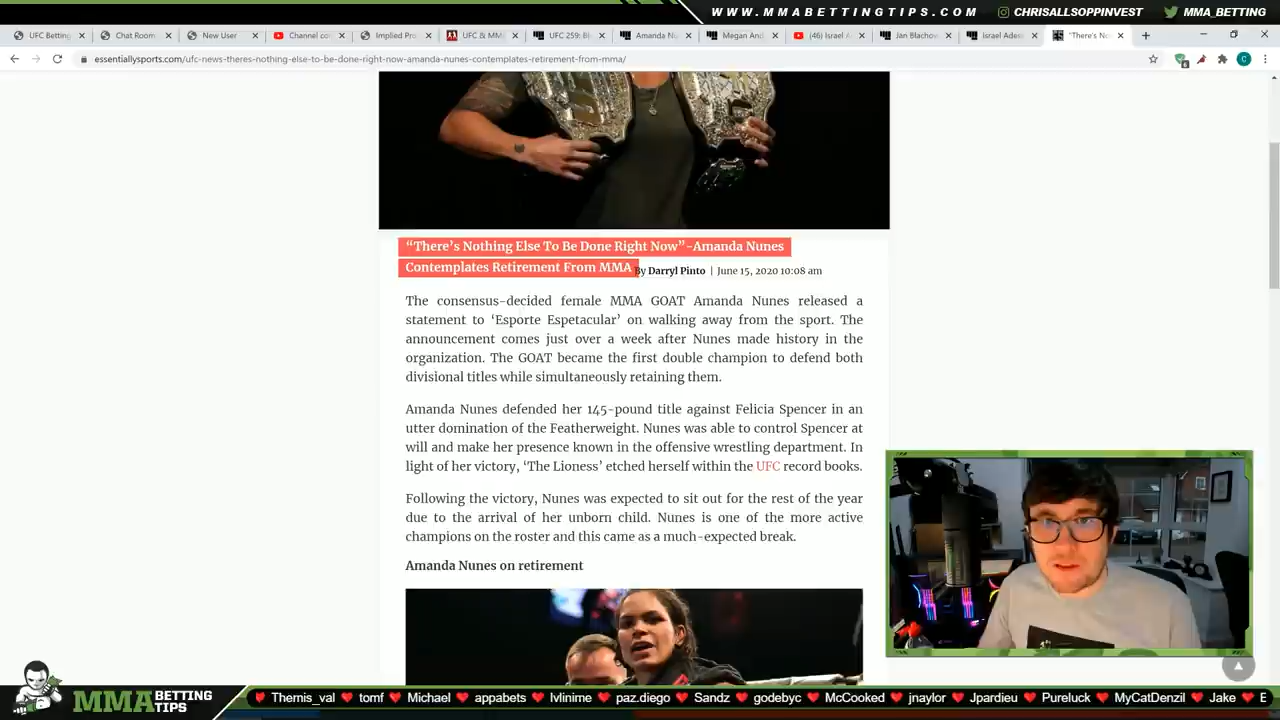 WWW.MMABETTINGTIPS.COM
CHRISALLSOPPINVEST
MMA_BETTING
UFC Betting
Chat Room
New User
Channel co
Implied Pro
UFC & MM
UFC 259: Bl
Amanda Nu
Megan And
(46) Israel A
Jan Blachow
Israel Ades
"There's N
essentiallysports.com/ufc-news-theres-nothing-else-to-be-done-right-now-amanda-nunes-contemplates-retirement-from-mma/
“There’s Nothing Else To Be Done Right Now”-Amanda Nunes
Contemplates Retirement From MMA By Darryl Pinto | June 15, 2020 10:08 am
The consensus-decided female MMA GOAT Amanda Nunes released a
statement to ‘Esporte Espetacular’ on walking away from the sport. The
announcement comes just over a week after Nunes made history in the
organization. The GOAT became the first double champion to defend both
divisional titles while simultaneously retaining them.
Amanda Nunes defended her 145-pound title against Felicia Spencer in an
utter domination of the Featherweight. Nunes was able to control Spencer at
will and make her presence known in the offensive wrestling department. In
light of her victory, ‘The Lioness’ etched herself within the UFC record books.
Following the victory, Nunes was expected to sit out for the rest of the year
due to the arrival of her unborn child. Nunes is one of the more active
champions on the roster and this came as a much-expected break.
Amanda Nunes on retirement
MMA BETTING TIPS
Themis_val ❤ tomf ❤ Michael ❤ appabets ❤ lvlinime ❤ paz.diego ❤ Sandz ❤ godebyc ❤ McCooked ❤ jnaylor ❤ Jpardieu ❤ Pureluck ❤ MyCatDenzil ❤ Jake ❤ E